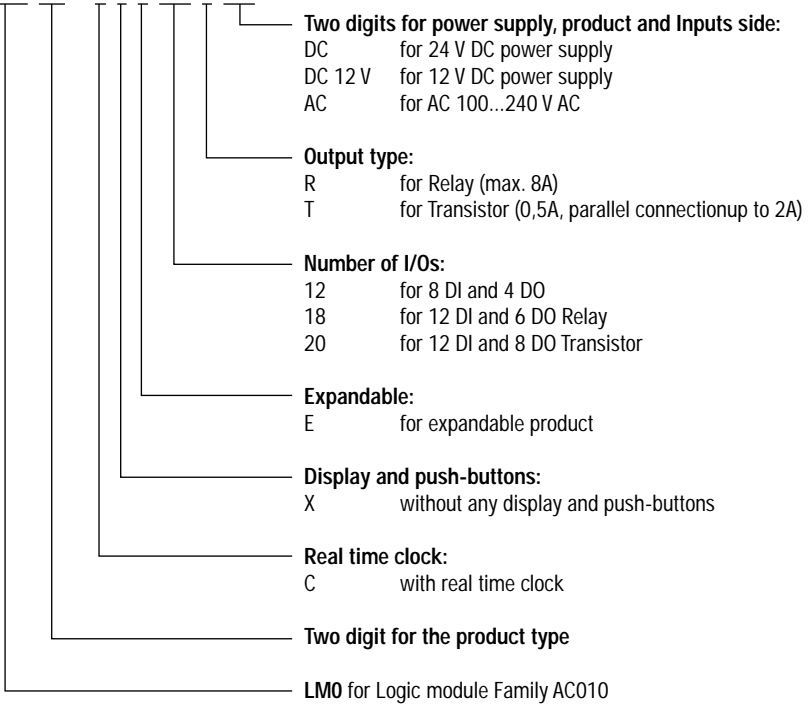 Two digits for power supply, product and Inputs side:
DC for 24 V DC power supply
DC 12 V for 12 V DC power supply
AC for AC 100...240 V AC
Output type:
R for Relay (max. 8A)
T for Transistor (0,5A, parallel connectionup to 2A)
Number of I/Os:
12 for 8 DI and 4 DO
18 for 12 DI and 6 DO Relay
20 for 12 DI and 8 DO Transistor
Expandable:
E for expandable product
Display and push-buttons:
X without any display and push-buttons
Real time clock:
C with real time clock
Two digit for the product type
LM0 for Logic module Family AC010